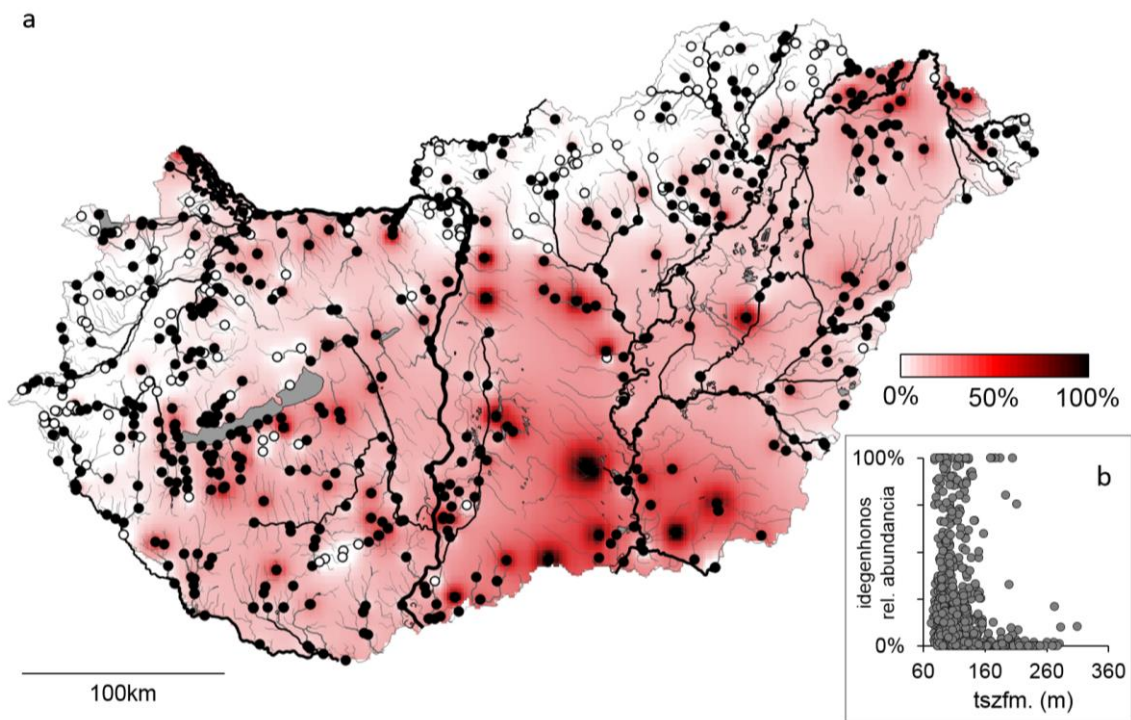 a
0% 50% 100%
100km
b
100%
idegenhonos
rel. abundancia
0%
60 160 260 360
tszfm. (m)